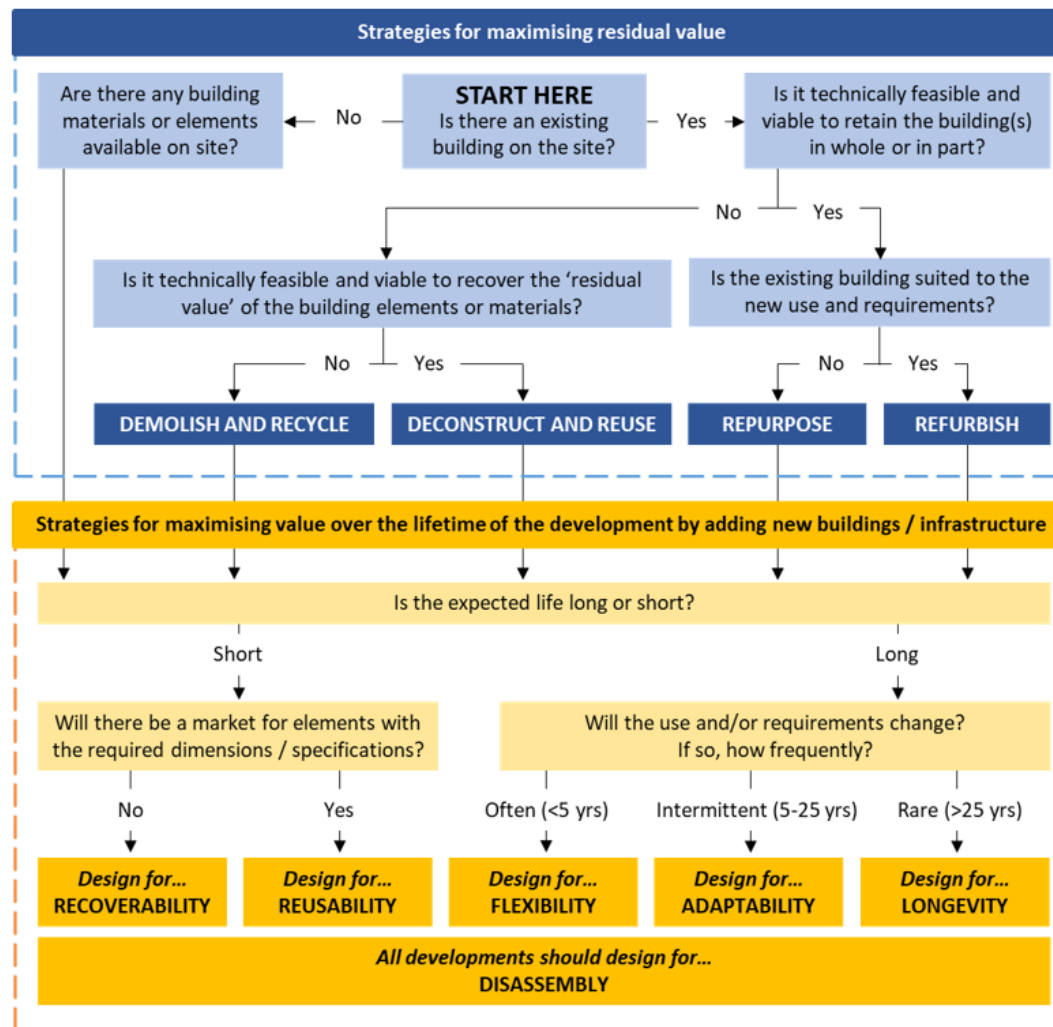 Strategies for maximising residual value
Are there any building
materials or elements
available on site?
No
START HERE
Is there an existing
building on the site?
Yes
Is it technically feasible and
viable to retain the building(s)
in whole or in part?
No
Yes
Is it technically feasible and viable to recover the ‘residual
value’ of the building elements or materials?
Is the existing building suited to the
new use and requirements?
No
Yes
No
Yes
DEMOLISH AND RECYCLE
DECONSTRUCT AND REUSE
REPURPOSE
REFURBISH
Strategies for maximising value over the lifetime of the development by adding new buildings / infrastructure
Is the expected life long or short?
Short
Long
Will there be a market for elements with
the required dimensions / specifications?
Will the use and/or requirements change?
If so, how frequently?
No
Yes
Often (<5 yrs)
Intermittent (5-25 yrs)
Rare (>25 yrs)
Design for…
RECOVERABILITY
Design for…
REUSABILITY
Design for…
FLEXIBILITY
Design for…
ADAPTABILITY
Design for…
LONGEVITY
All developments should design for…
DISASSEMBLY